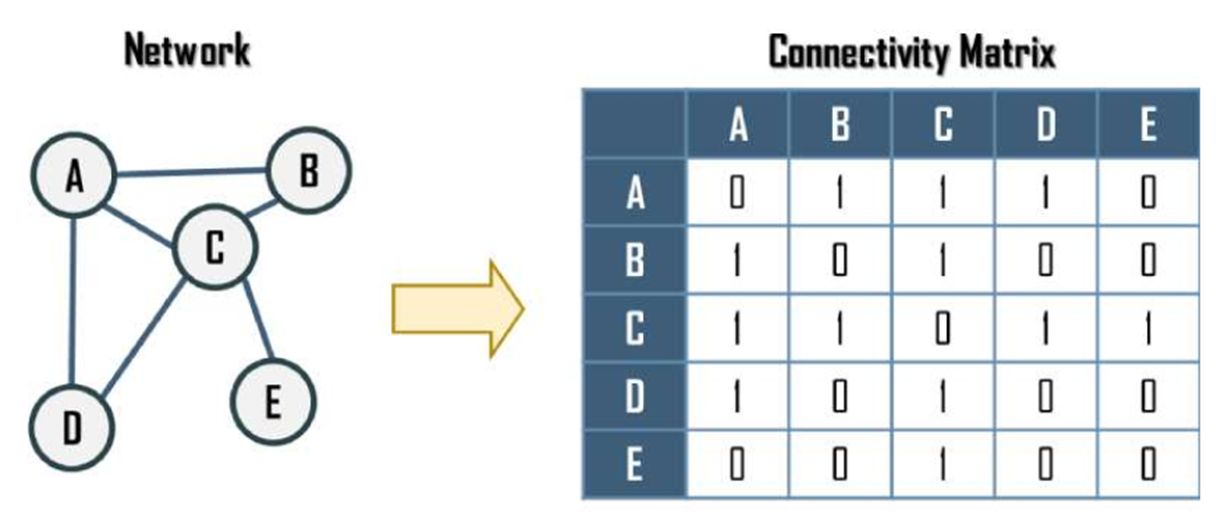 Network
A
B
C
D
E
Connectivity Matrix
A B C D E
A 0 1 1 1 0
B 1 0 1 0 0
C 1 1 0 1 1
D 1 0 1 0 0
E 0 0 1 0 0